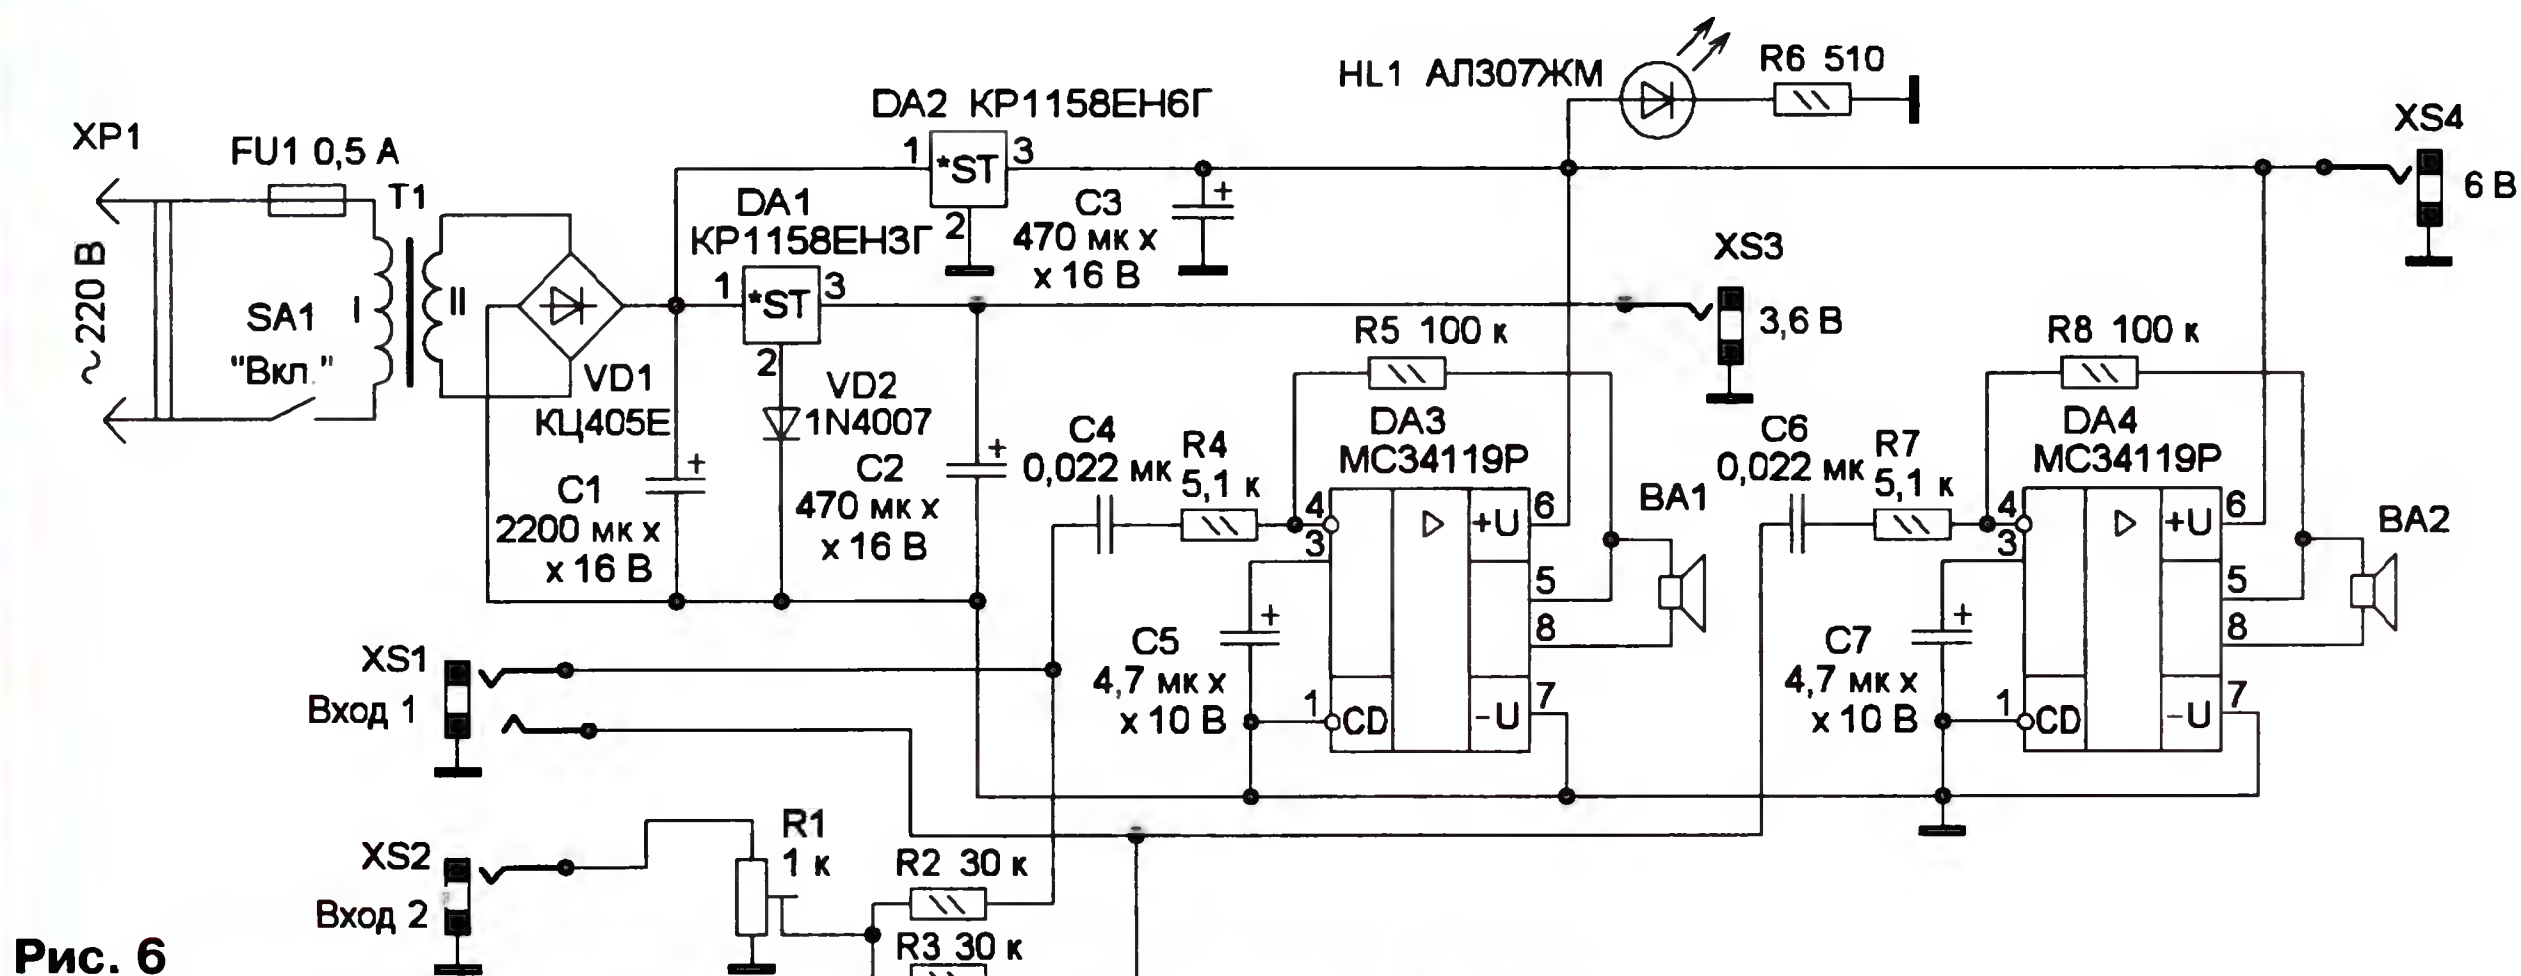 HL1 АЛ307ЖМ
R6 510
DA2 КР1158ЕН6Г
XS4
XP1
FU1 0,5 А
1
*ST
3
T1
6 В
DA1
КР1158ЕН3Г
2
C3
470 мк х
х 16 В
+
~220 В
XS3
SA1
"Вкл."
I
II
1
*ST
3
3,6 В
R5 100 к
R8 100 к
2
VD1
КЦ405Е
VD2
1N4007
C4
0,022 мк
R4
5,1 к
DA3
MC34119P
C6
0,022 мк
R7
5,1 к
DA4
MC34119P
C1
2200 мк х
х 16 В
+
C2
470 мк х
х 16 В
+
4
3
+U
6
5
8
BA1
4
3
+U
6
5
8
BA2
C5
4,7 мк х
х 10 В
+
1
CD
-U
7
C7
4,7 мк х
х 10 В
+
1
CD
-U
7
XS1
Вход 1
XS2
Вход 2
R1
1 к
R2 30 к
R3 30 к
Рис. 6